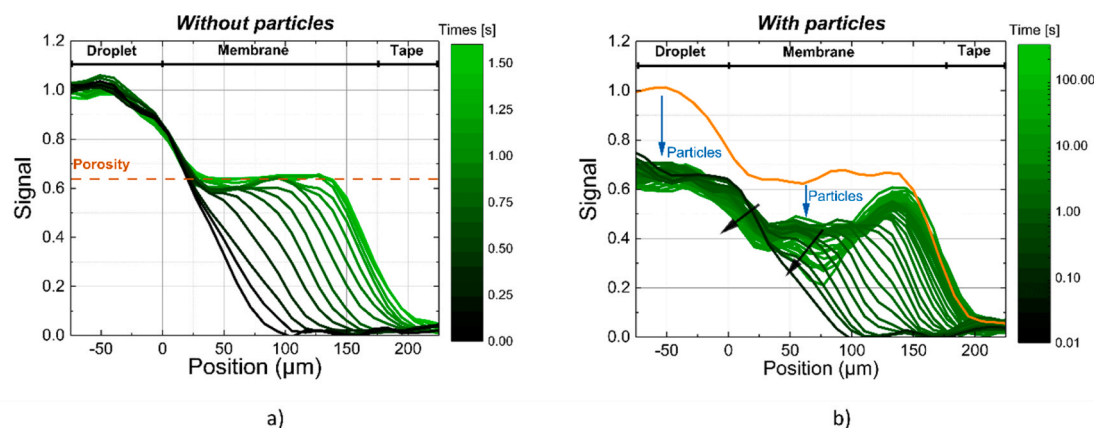 Without particles
Times [s]
Droplet Membrane Tape
1.2
1.0
0.8
0.6
0.4
0.2
0.0
Signal
Porosity
-50 0 50 100 150 200
Position (µm)
1.50
1.25
1.00
0.75
0.50
0.25
0.00
a)
With particles
Time [s]
Droplet Membrane Tape
1.2
1.0
0.8
0.6
0.4
0.2
0.0
Signal
Particles
Particles
-50 0 50 100 150 200
Position (µm)
100.00
10.00
1.00
0.10
0.01
b)